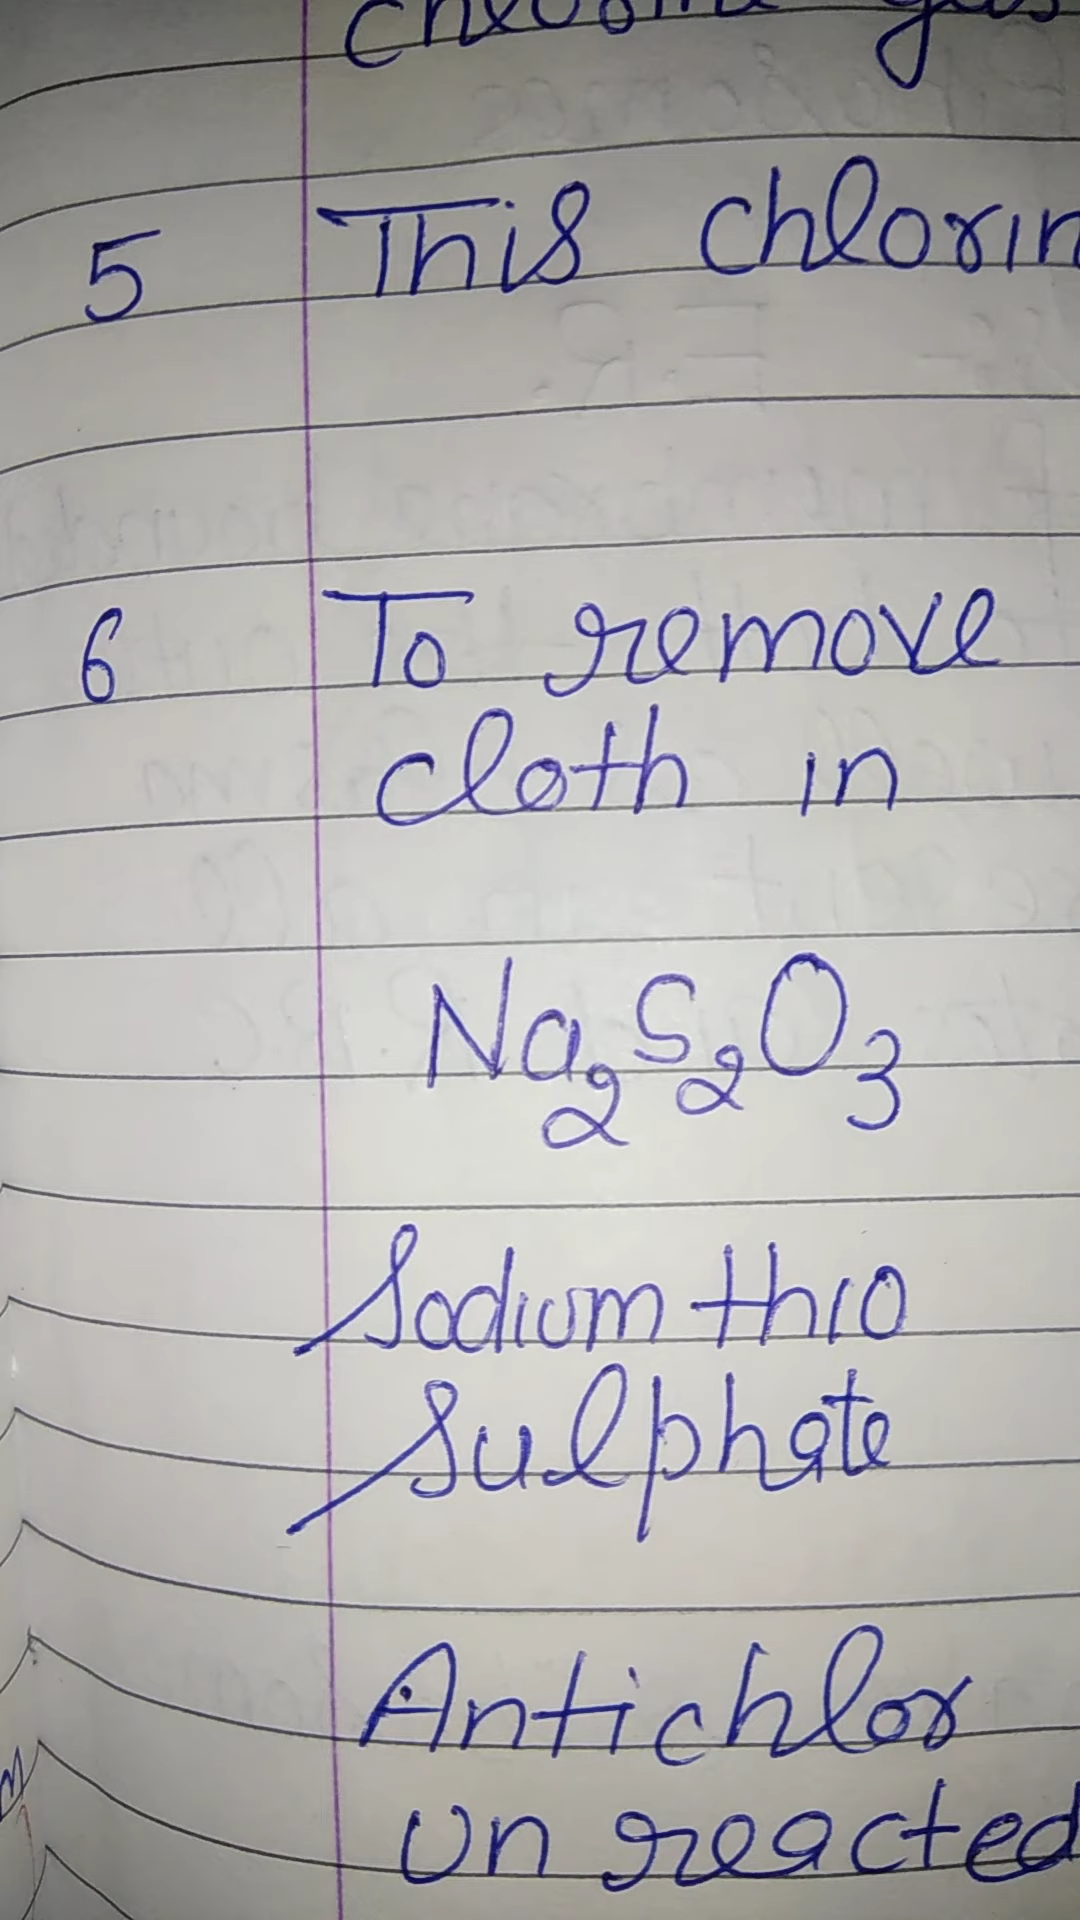 5 This chlorin
6 To remove
cloth in
Na2S2O3
Sodium thio
Sulphate
Antichlor
un reacted